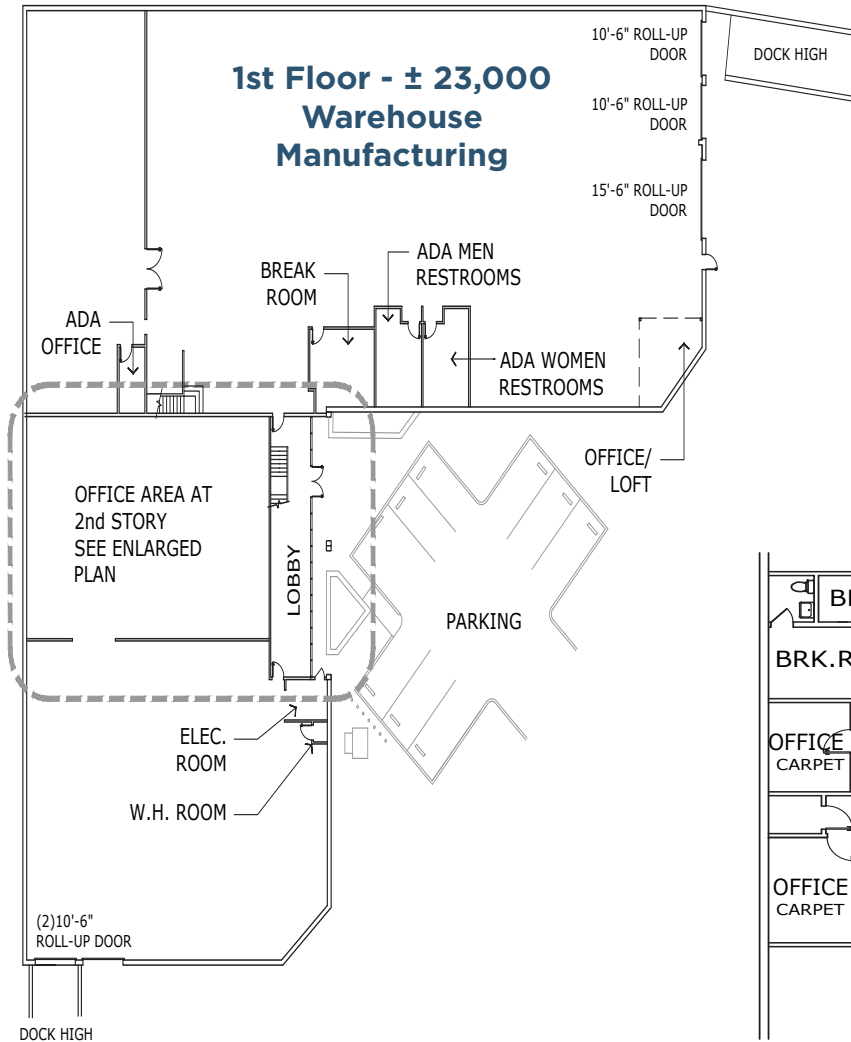 1st Floor - ± 23,000
Warehouse
Manufacturing
10'-6" ROLL-UP
DOOR
DOCK HIGH
10'-6" ROLL-UP
DOOR
15'-6" ROLL-UP
DOOR
ADA MEN
RESTROOMS
BREAK
ROOM
ADA
OFFICE
ADA WOMEN
RESTROOMS
OFFICE/
LOFT
OFFICE AREA AT
2nd STORY
SEE ENLARGED
PLAN
LOBBY
PARKING
BRK.R
OFFICE
CARPET
ELEC.
ROOM
W.H. ROOM
OFFICE
CARPET
(2)10'-6"
ROLL-UP DOOR
DOCK HIGH